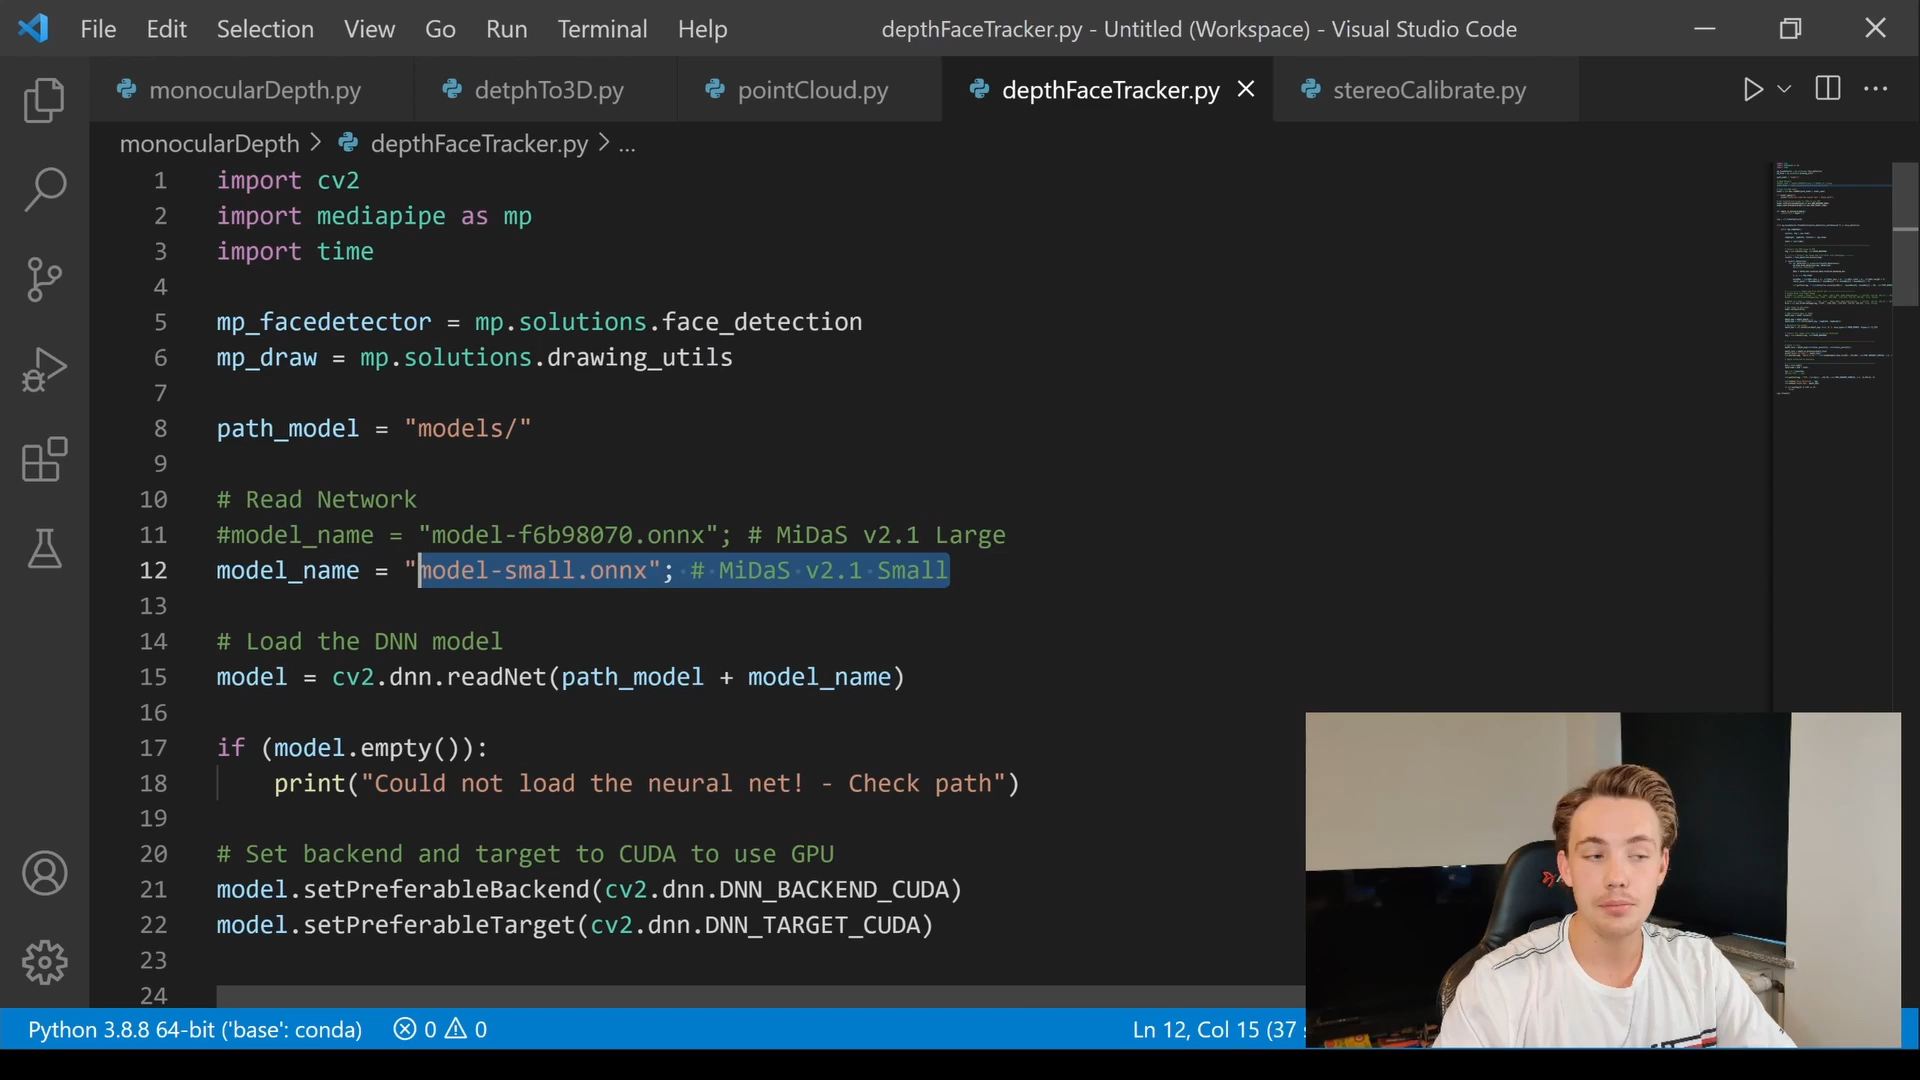 File Edit Selection View Go Run Terminal Help depthFaceTracker.py - Untitled (Workspace) - Visual Studio Code
monocularDepth.py detphTo3D.py pointCloud.py depthFaceTracker.py stereoCalibrate.py
monocularDepth > depthFaceTracker.py > ...
1 import cv2
2 import mediapipe as mp
3 import time
4
5 mp_facedetector = mp.solutions.face_detection
6 mp_draw = mp.solutions.drawing_utils
7
8 path_model = "models/"
9
10 # Read Network
11 #model_name = "model-f6b98070.onnx"; # MiDaS v2.1 Large
12 model_name = "model-small.onnx"; # MiDaS v2.1 Small
13
14 # Load the DNN model
15 model = cv2.dnn.readNet(path_model + model_name)
16
17 if (model.empty()):
18 print("Could not load the neural net! - Check path")
19
20 # Set backend and target to CUDA to use GPU
21 model.setPreferableBackend(cv2.dnn.DNN_BACKEND_CUDA)
22 model.setPreferableTarget(cv2.dnn.DNN_TARGET_CUDA)
23
24
Python 3.8.8 64-bit ('base': conda) 0 0 Ln 12, Col 15 (37 s